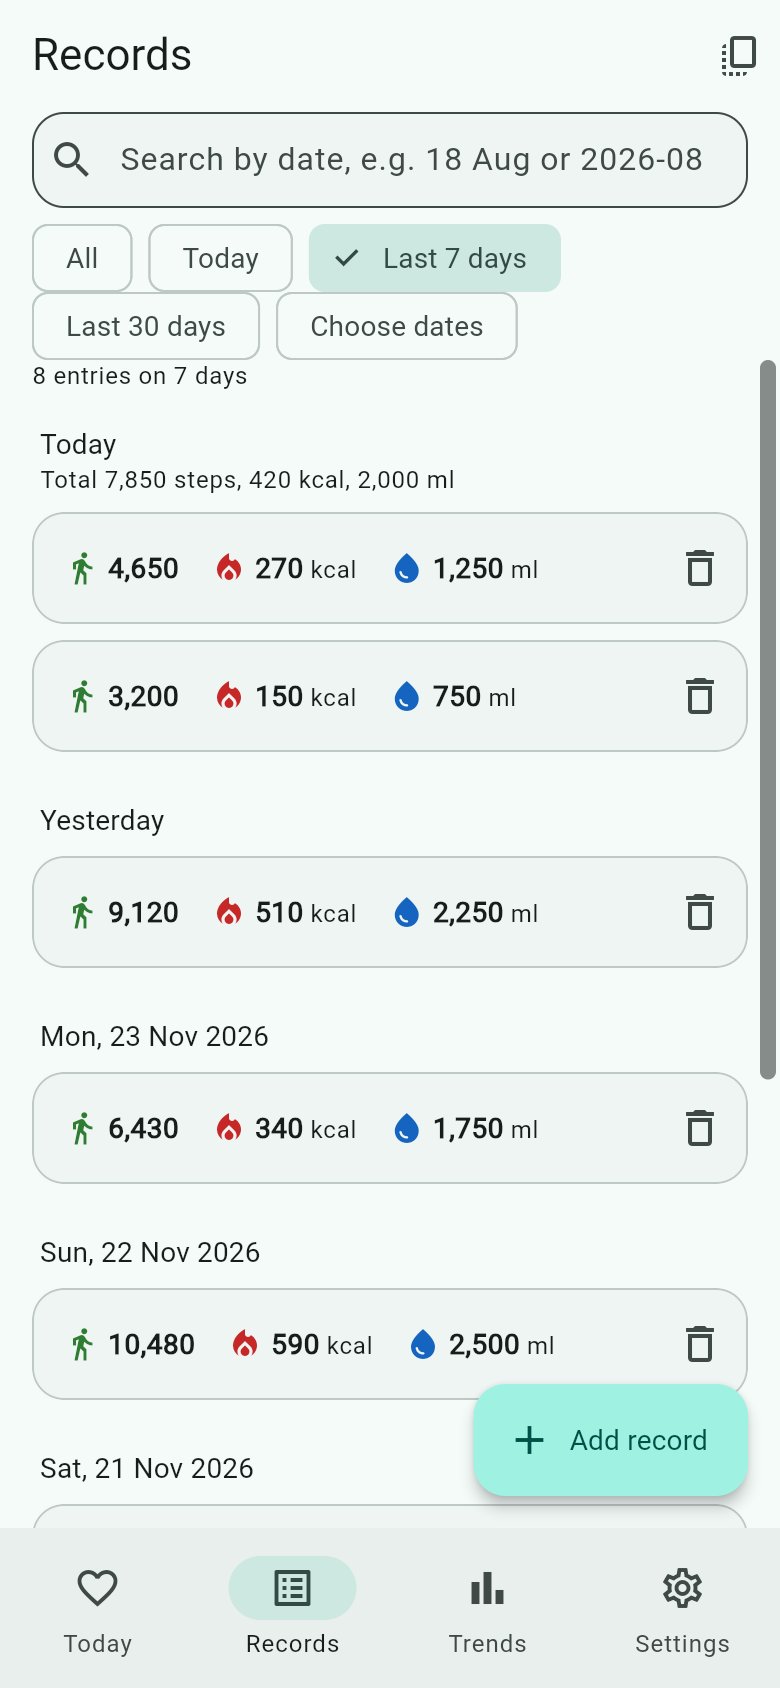 Records
Search by date, e.g. 18 Aug or 2026-08
All
Today
Last 7 days
Last 30 days
Choose dates
8 entries on 7 days
Today
Total 7,850 steps, 420 kcal, 2,000 ml
4,650 270 kcal 1,250 ml
3,200 150 kcal 750 ml
Yesterday
9,120 510 kcal 2,250 ml
Mon, 23 Nov 2026
6,430 340 kcal 1,750 ml
Sun, 22 Nov 2026
10,480 590 kcal 2,500 ml
Add record
Sat, 21 Nov 2026
Today
Records
Trends
Settings